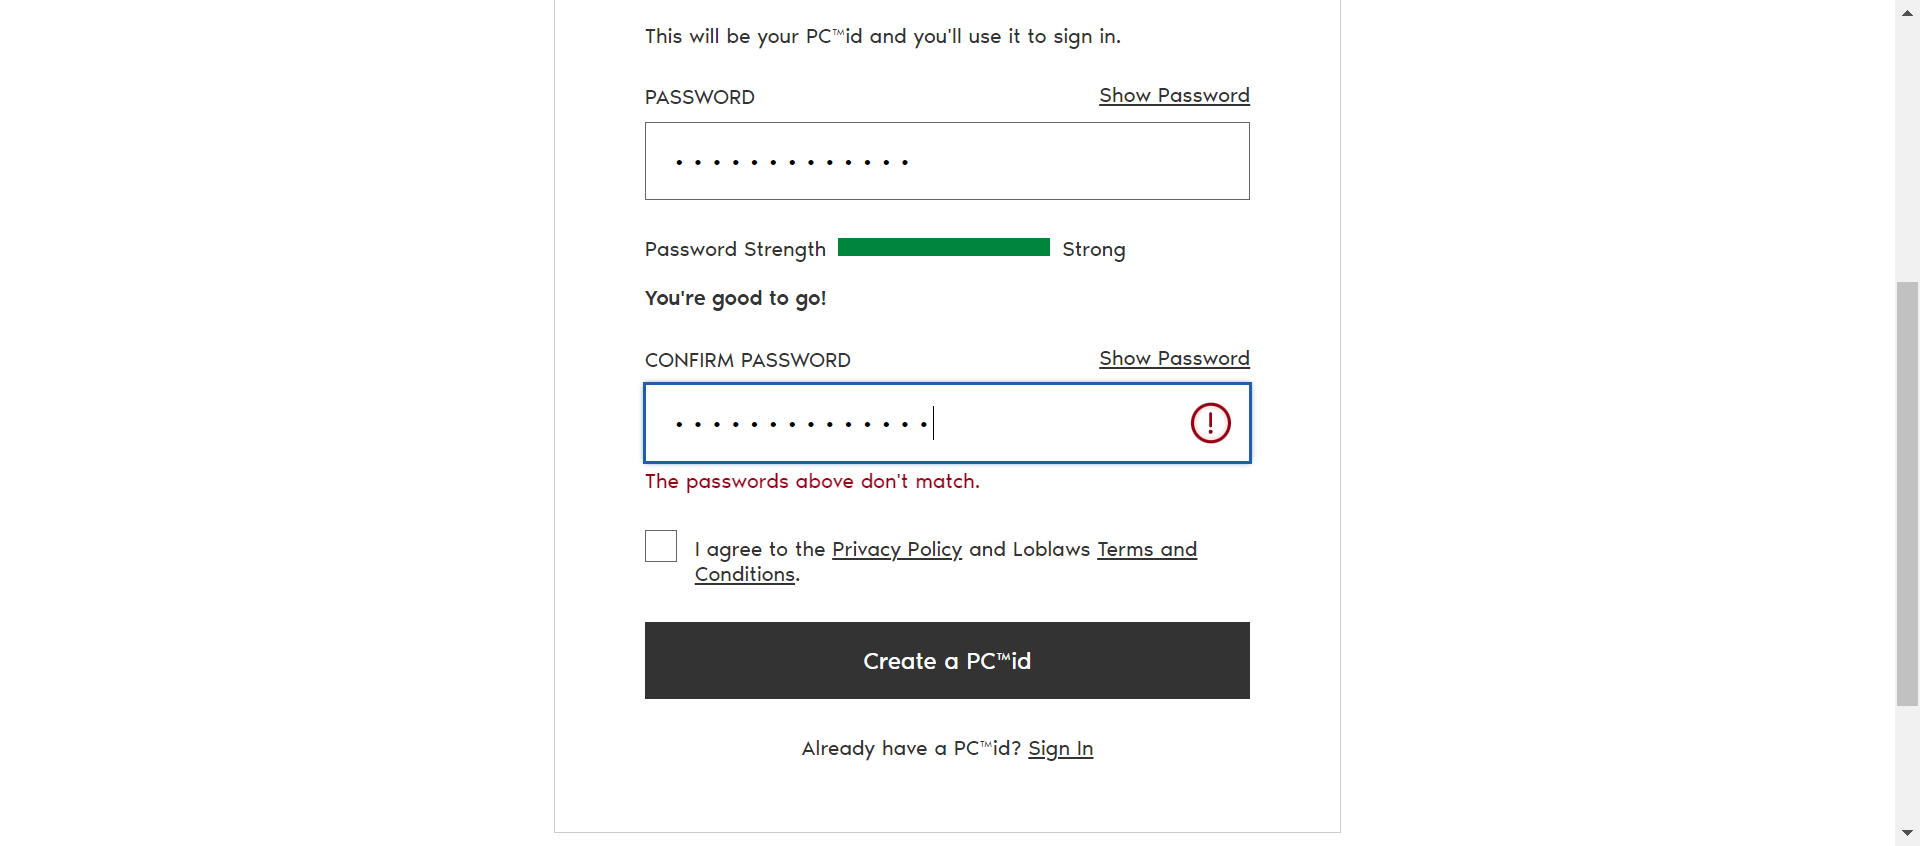 This will be your PC™id and you'll use it to sign in.
PASSWORD
Show Password
• • • • • • • • • • • • •
Password Strength
Strong
You're good to go!
CONFIRM PASSWORD
Show Password
• • • • • • • • • • • • • •
!
The passwords above don't match.
I agree to the Privacy Policy and Loblaws Terms and
Conditions.
Create a PC™id
Already have a PC™id? Sign In